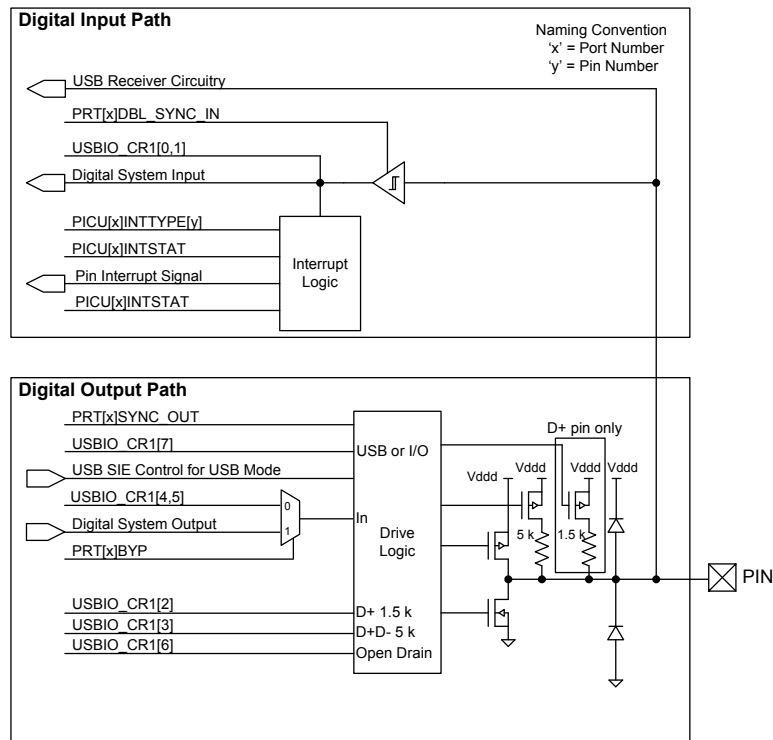 Digital Input Path
Naming Convention
'x' = Port Number
'y' = Pin Number
USB Receiver Circuitry
PRT[x]DBL_SYNC_IN
USBIO_CR1[0,1]
Digital System Input
PICU[x]INTTYPE[y]
PICU[x]INTSTAT
Pin Interrupt Signal
PICU[x]INTSTAT
Interrupt
Logic
Digital Output Path
PRT[x]SYNC_OUT
USBIO_CR1[7]
USB SIE Control for USB Mode
USBIO_CR1[4,5]
Digital System Output
PRT[x]BYP
0
1
USB or I/O
In
Drive
Logic
D+ pin only
Vddd
Vddd
Vddd
Vddd
5 k
1.5 k
PIN
USBIO_CR1[2]
USBIO_CR1[3]
USBIO_CR1[6]
D+ 1.5 k
D+D- 5 k
Open Drain